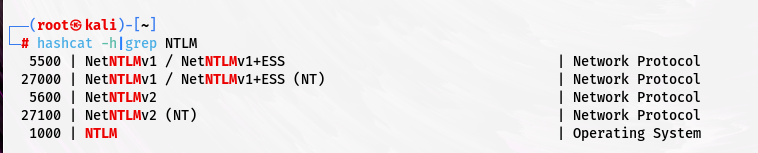 ┌──(root㉿kali)-[~]
└─# hashcat -h|grep NTLM
5500 | NetNTLMv1 / NetNTLMv1+ESS | Network Protocol
27000 | NetNTLMv1 / NetNTLMv1+ESS (NT) | Network Protocol
5600 | NetNTLMv2 | Network Protocol
27100 | NetNTLMv2 (NT) | Network Protocol
1000 | NTLM | Operating System